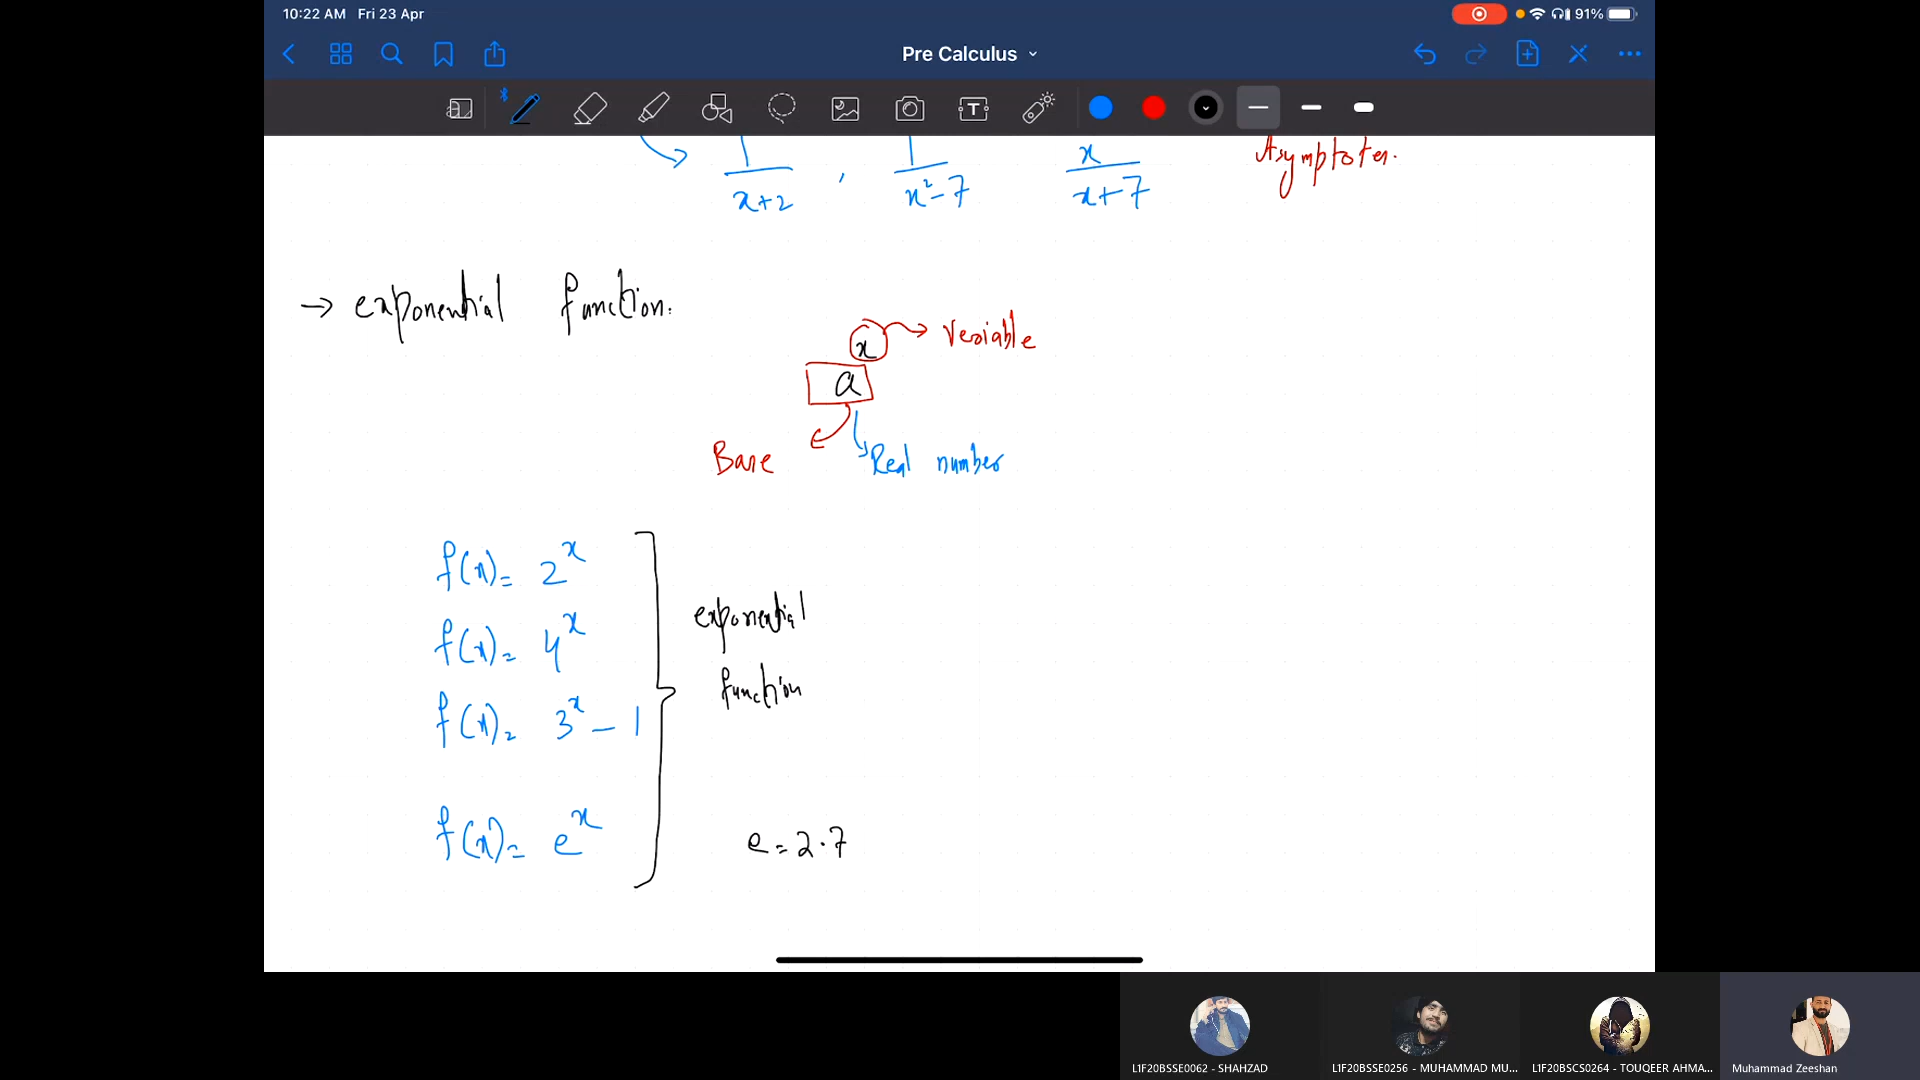 10:22 AM Fri 23 Apr
91%
Pre Calculus
T
1/(x+2) , 1/(x²-7) x/(x+7) Asymptotes.
→ exponential function.
x → Veriable
a
Base Real number
f(x) = 2^x
f(x) = 4^x
exponential
function
f(x) = 3^x - 1
f(x) = e^x e = 2.7
L1F20BSSE0062 - SHAHZAD
L1F20BSSE0256 - MUHAMMAD MU...
L1F20BSCS0264 - TOUQEER AHMA...
Muhammad Zeeshan